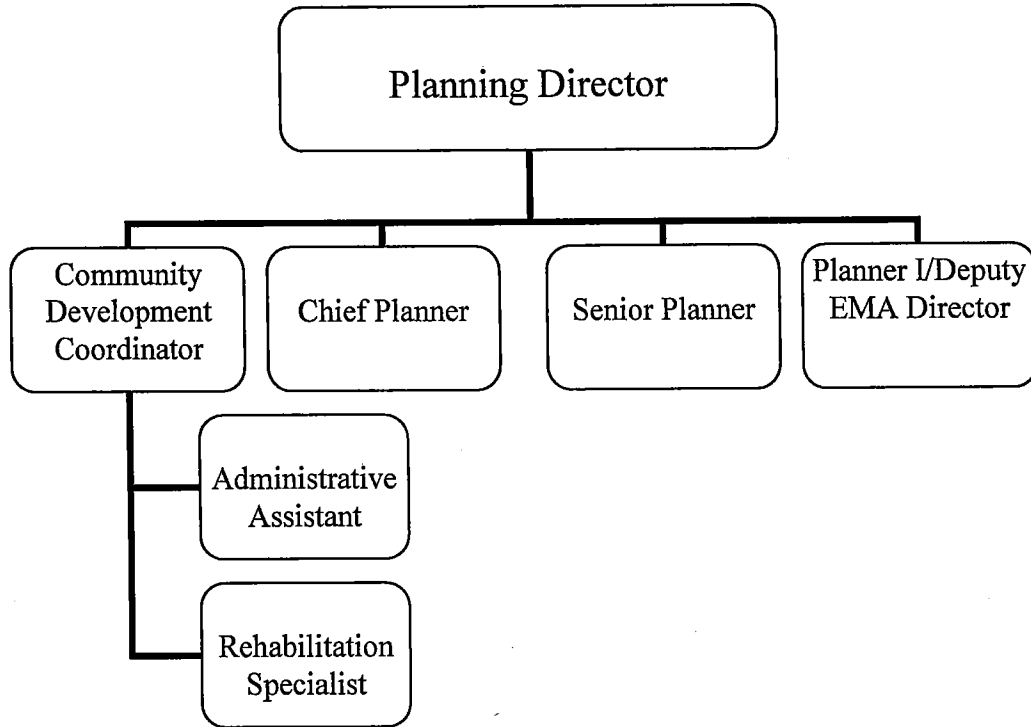 Planning Director
Community
Development
Coordinator
Chief Planner
Senior Planner
Planner I/Deputy
EMA Director
Administrative
Assistant
Rehabilitation
Specialist